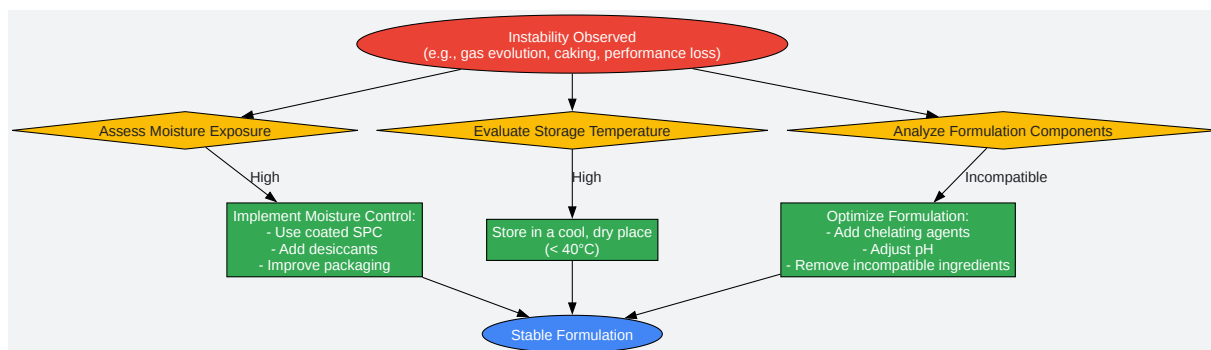 Instability Observed
(e.g., gas evolution, caking, performance loss)
Assess Moisture Exposure
Evaluate Storage Temperature
Analyze Formulation Components
High
High
Incompatible
Implement Moisture Control:
- Use coated SPC
- Add desiccants
- Improve packaging
Store in a cool, dry place
(< 40°C)
Optimize Formulation:
- Add chelating agents
- Adjust pH
- Remove incompatible ingredients
Stable Formulation